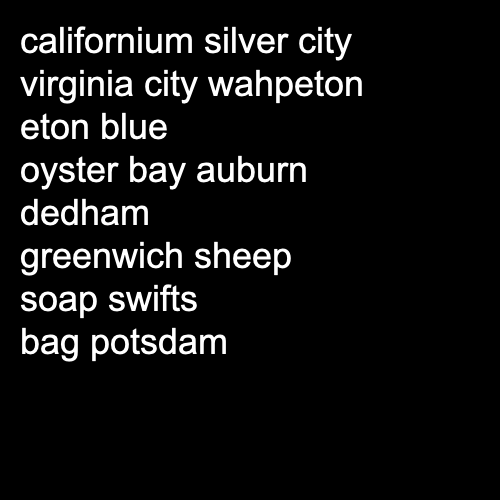 californium silver city
virginia city wahpeton
eton blue
oyster bay auburn
dedham
greenwich sheep
soap swifts
bag potsdam